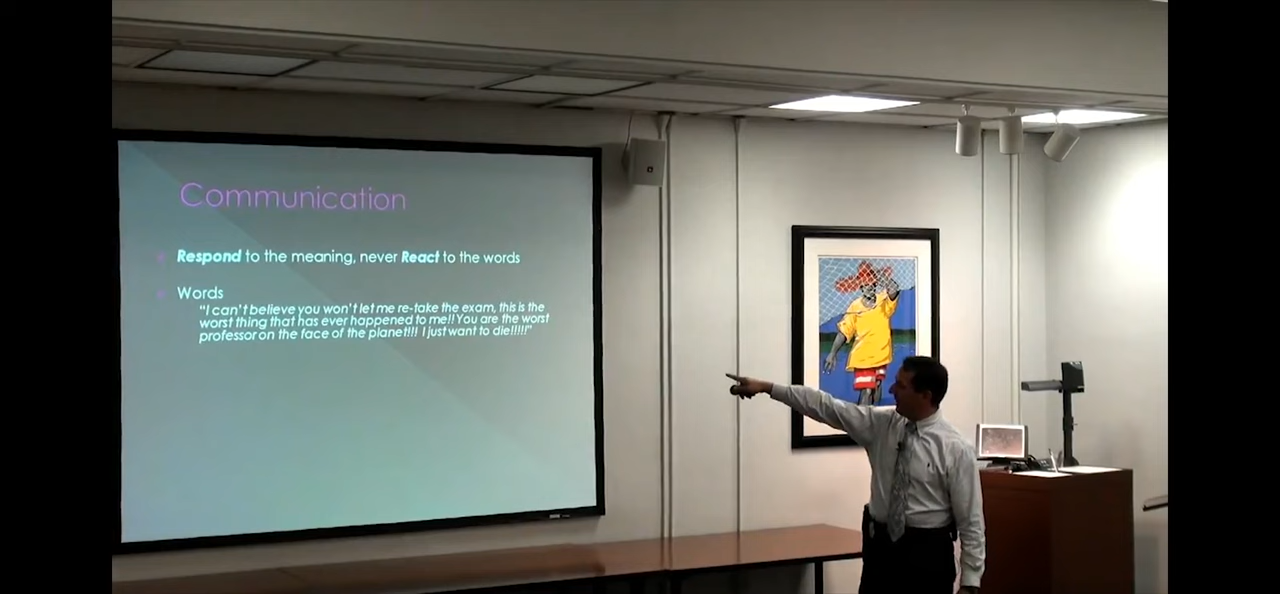 Communication
Respond to the meaning, never React to the words
Words
“I can’t believe you won’t let me re-take the exam, this is the
worst thing that has ever happened to me!! You are the worst
professor on the face of the planet!!! I just want to die!!!!!”